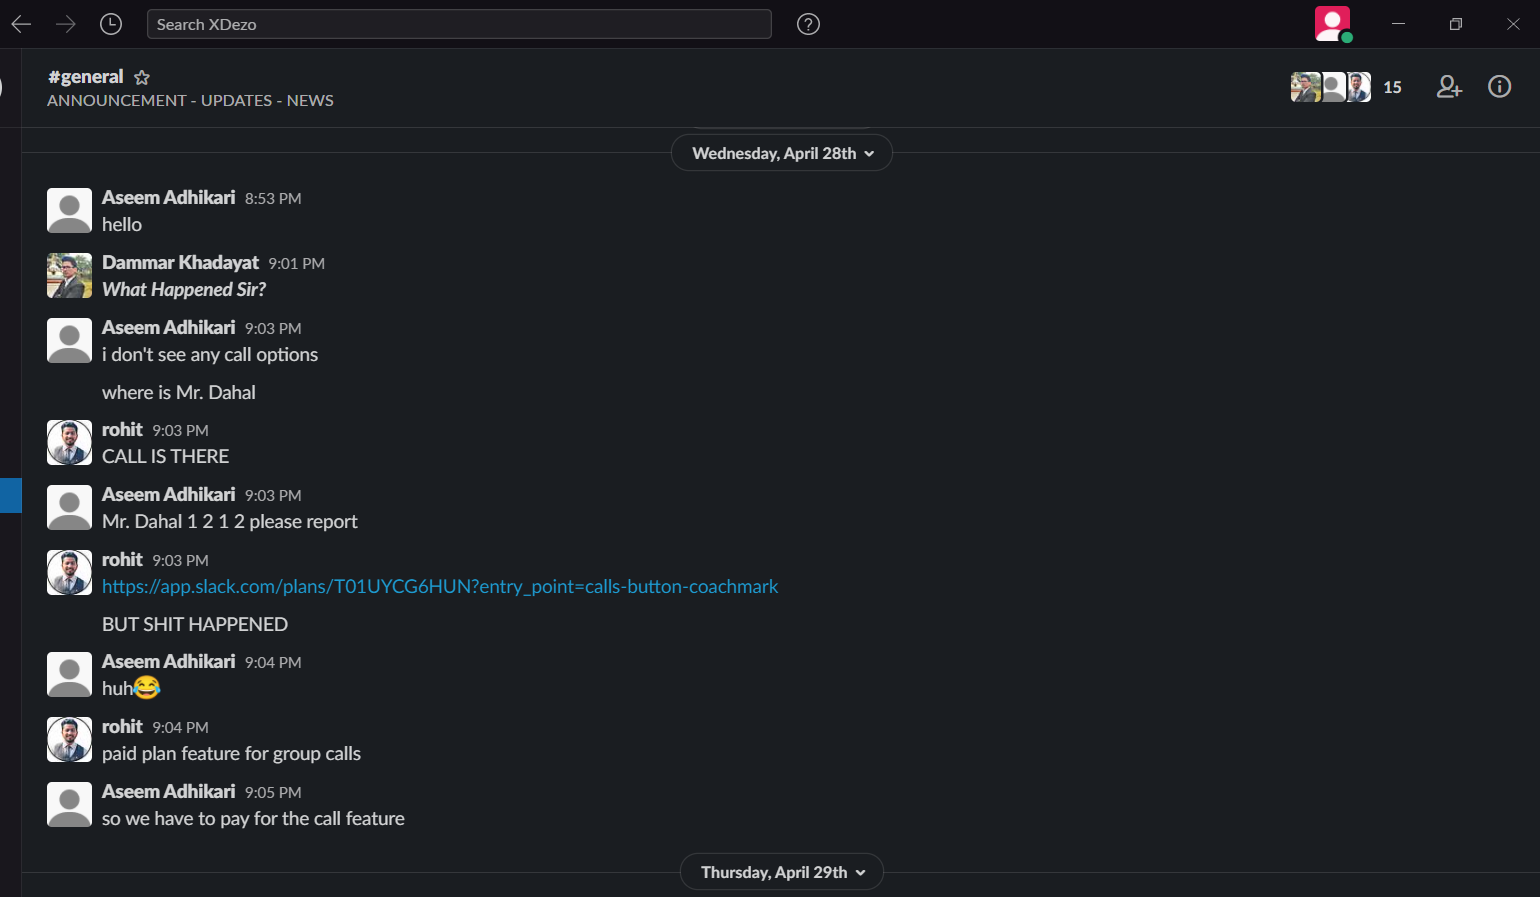 Search XDezo
#general
ANNOUNCEMENT - UPDATES - NEWS
15
Wednesday, April 28th
Aseem Adhikari 8:53 PM
hello
Dammar Khadayat 9:01 PM
What Happened Sir?
Aseem Adhikari 9:03 PM
i don't see any call options
where is Mr. Dahal
rohit 9:03 PM
CALL IS THERE
Aseem Adhikari 9:03 PM
Mr. Dahal 1 2 1 2 please report
rohit 9:03 PM
https://app.slack.com/plans/T01UYCG6HUN?entry_point=calls-button-coachmark
BUT SHIT HAPPENED
Aseem Adhikari 9:04 PM
huh😂
rohit 9:04 PM
paid plan feature for group calls
Aseem Adhikari 9:05 PM
so we have to pay for the call feature
Thursday, April 29th